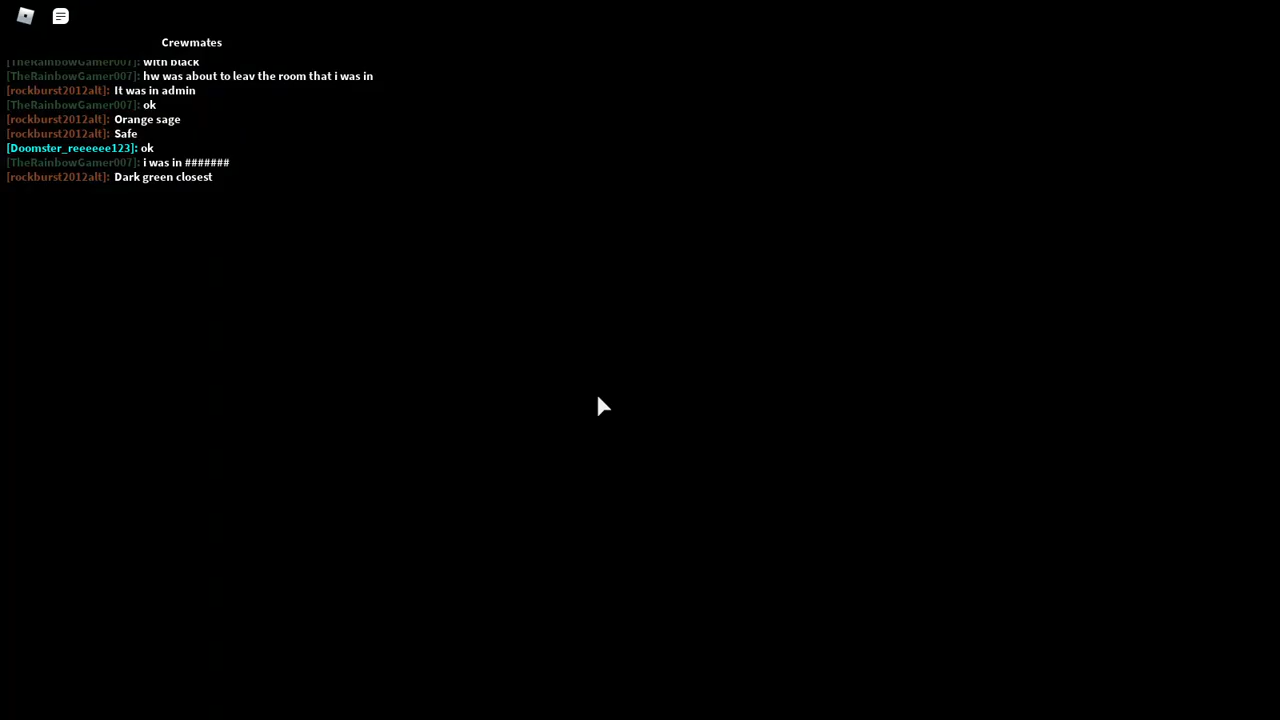 Crewmates
[TheRainbowGamer007]: with black
[TheRainbowGamer007]: hw was about to leav the room that i was in
[rockburst2012alt]: It was in admin
[TheRainbowGamer007]: ok
[rockburst2012alt]: Orange sage
[rockburst2012alt]: Safe
[Doomster_reeeeee123]: ok
[TheRainbowGamer007]: i was in #######
[rockburst2012alt]: Dark green closest